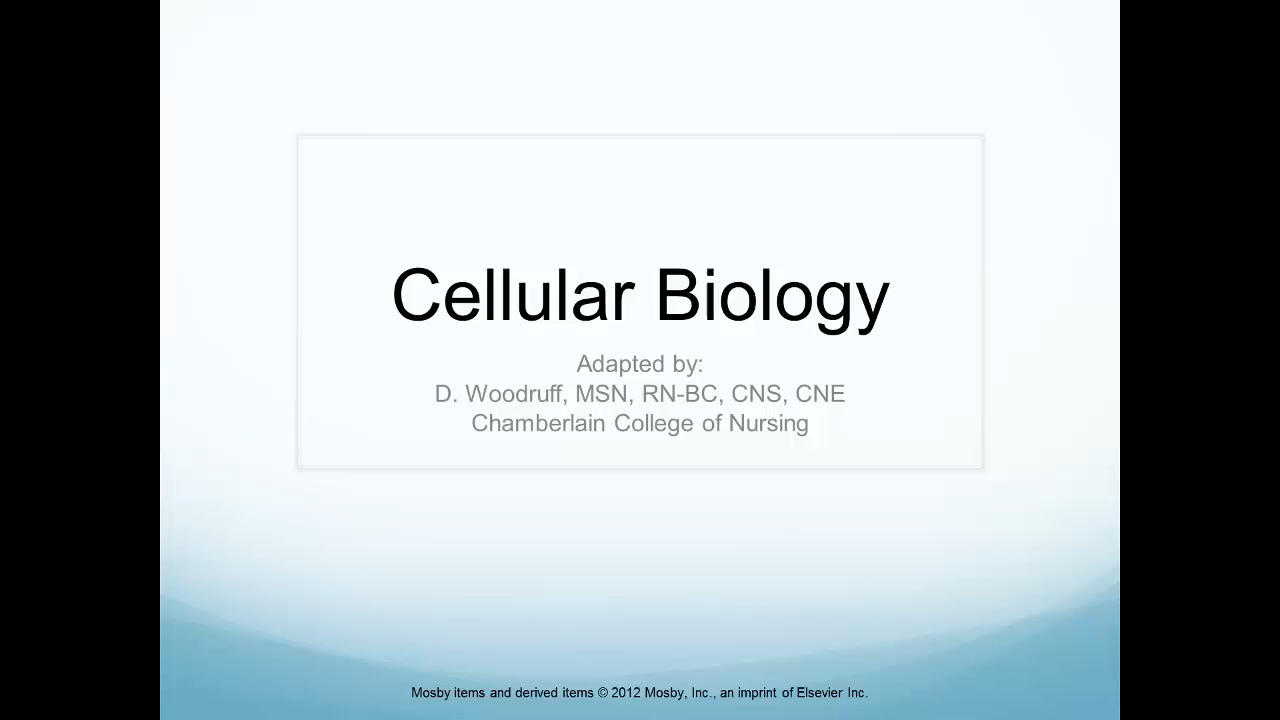 Cellular Biology
Adapted by:
D. Woodruff, MSN, RN-BC, CNS, CNE
Chamberlain College of Nursing
Mosby items and derived items © 2012 Mosby, Inc., an imprint of Elsevier Inc.